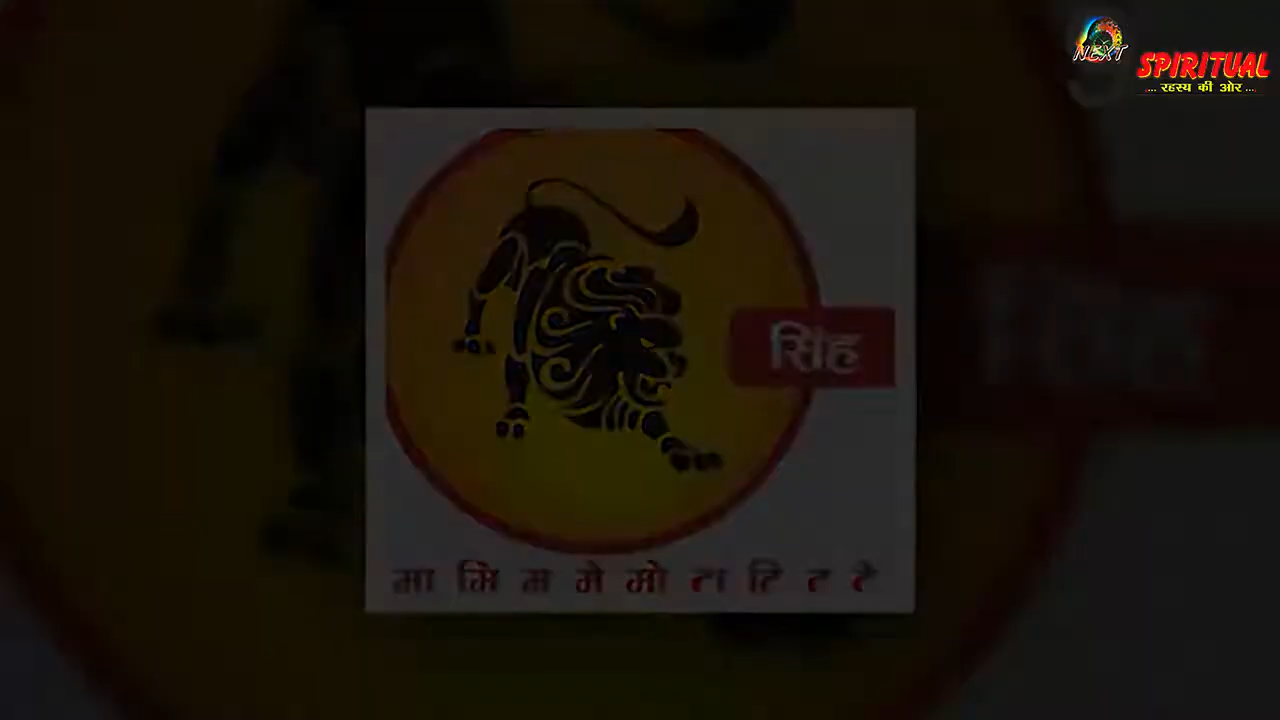 NEXT
SPIRITUAL
... रहस्य की ओर ...
सिंह
मा मि म मे मो टा टि ट टे